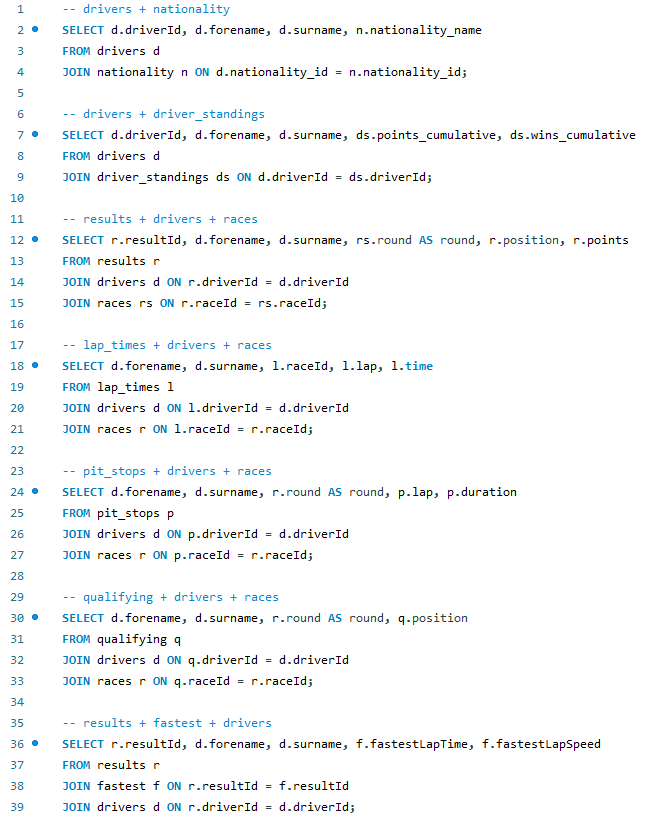 1 -- drivers + nationality
2 SELECT d.driverId, d.forename, d.surname, n.nationality_name
3 FROM drivers d
4 JOIN nationality n ON d.nationality_id = n.nationality_id;
5
6 -- drivers + driver_standings
7 SELECT d.driverId, d.forename, d.surname, ds.points_cumulative, ds.wins_cumulative
8 FROM drivers d
9 JOIN driver_standings ds ON d.driverId = ds.driverId;
10
11 -- results + drivers + races
12 SELECT r.resultId, d.forename, d.surname, rs.round AS round, r.position, r.points
13 FROM results r
14 JOIN drivers d ON r.driverId = d.driverId
15 JOIN races rs ON r.raceId = rs.raceId;
16
17 -- lap_times + drivers + races
18 SELECT d.forename, d.surname, l.raceId, l.lap, l.time
19 FROM lap_times l
20 JOIN drivers d ON l.driverId = d.driverId
21 JOIN races r ON l.raceId = r.raceId;
22
23 -- pit_stops + drivers + races
24 SELECT d.forename, d.surname, r.round AS round, p.lap, p.duration
25 FROM pit_stops p
26 JOIN drivers d ON p.driverId = d.driverId
27 JOIN races r ON p.raceId = r.raceId;
28
29 -- qualifying + drivers + races
30 SELECT d.forename, d.surname, r.round AS round, q.position
31 FROM qualifying q
32 JOIN drivers d ON q.driverId = d.driverId
33 JOIN races r ON q.raceId = r.raceId;
34
35 -- results + fastest + drivers
36 SELECT r.resultId, d.forename, d.surname, f.fastestLapTime, f.fastestLapSpeed
37 FROM results r
38 JOIN fastest f ON r.resultId = f.resultId
39 JOIN drivers d ON r.driverId = d.driverId;